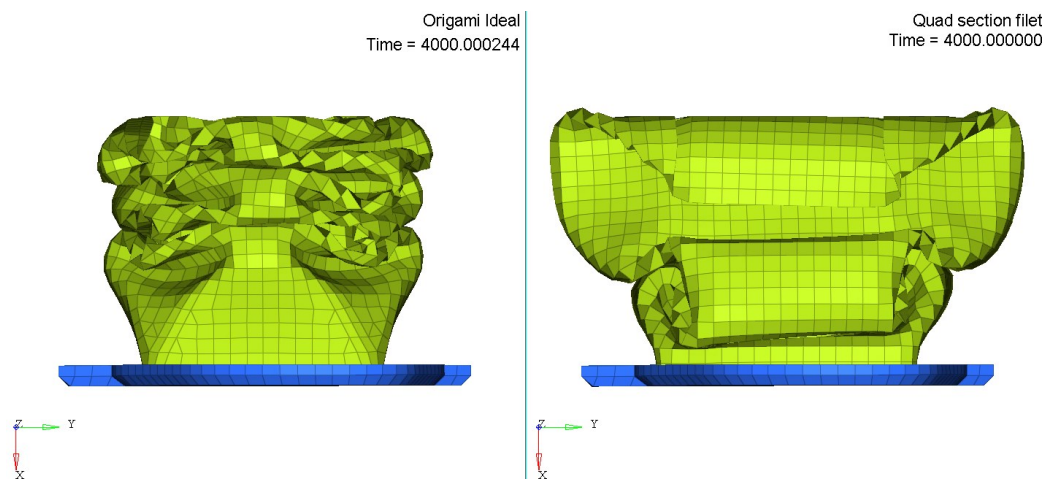 Origami Ideal
Time = 4000.000244
Quad section filet
Time = 4000.000000
Z
Y
X
Z
Y
X